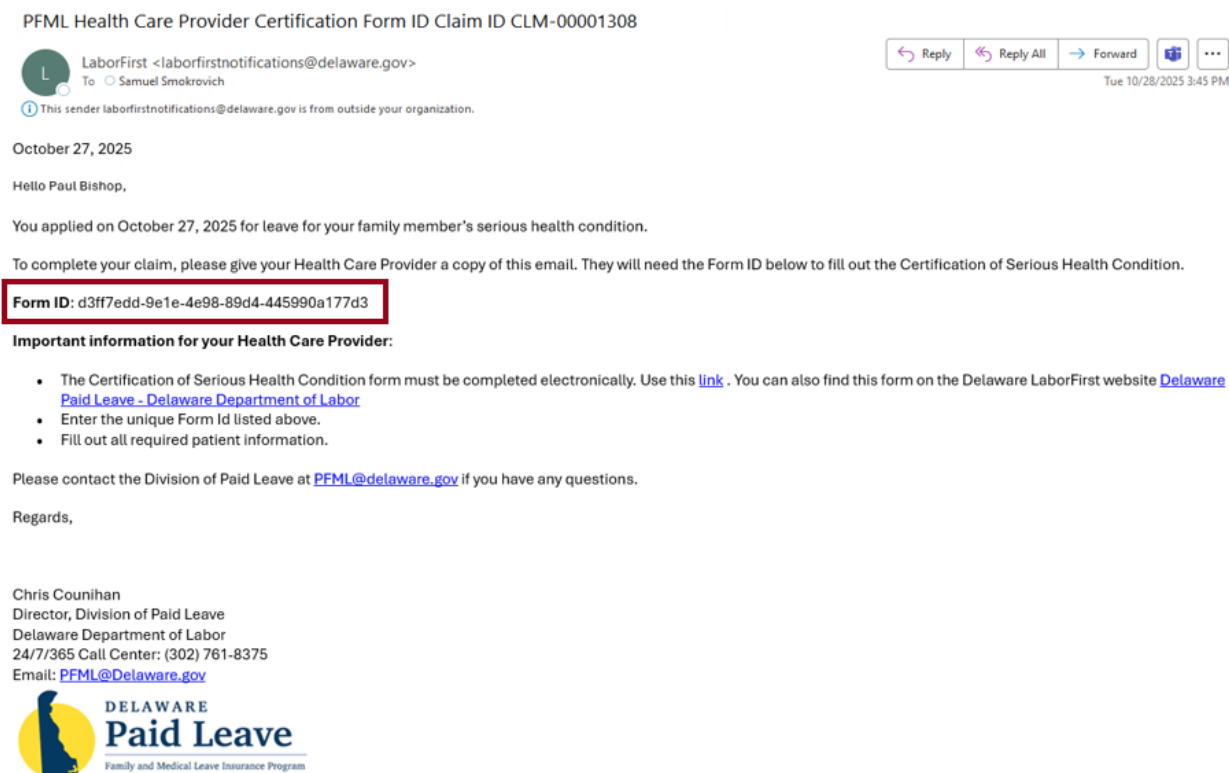 PFML Health Care Provider Certification Form ID Claim ID CLM-00001308
L
LaborFirst <laborfirstnotifications@delaware.gov>
To Samuel Smokrovich
Reply
Reply All
Forward
Tue 10/28/2025 3:45 PM
This sender laborfirstnotifications@delaware.gov is from outside your organization.
October 27, 2025
Hello Paul Bishop,
You applied on October 27, 2025 for leave for your family member's serious health condition.
To complete your claim, please give your Health Care Provider a copy of this email. They will need the Form ID below to fill out the Certification of Serious Health Condition.
Form ID: d3ff7edd-9e1e-4e98-89d4-445990a177d3
Important information for your Health Care Provider:
• The Certification of Serious Health Condition form must be completed electronically. Use this link . You can also find this form on the Delaware LaborFirst website Delaware
Paid Leave - Delaware Department of Labor
• Enter the unique Form Id listed above.
• Fill out all required patient information.
Please contact the Division of Paid Leave at PFML@delaware.gov if you have any questions.
Regards,
Chris Counihan
Director, Division of Paid Leave
Delaware Department of Labor
24/7/365 Call Center: (302) 761-8375
Email: PFML@Delaware.gov
DELAWARE
Paid Leave
Family and Medical Leave Insurance Program